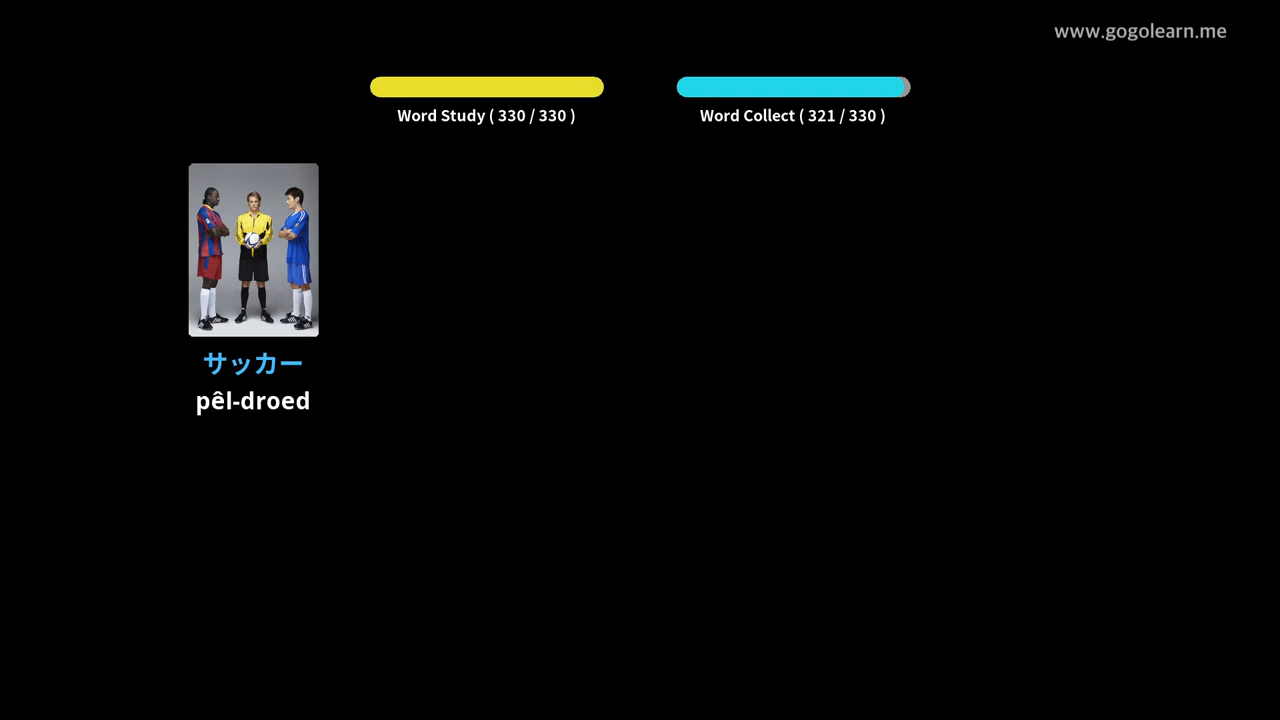 www.gogolearn.me
Word Study ( 330 / 330 )
Word Collect ( 321 / 330 )
サッカー
pêl-droed